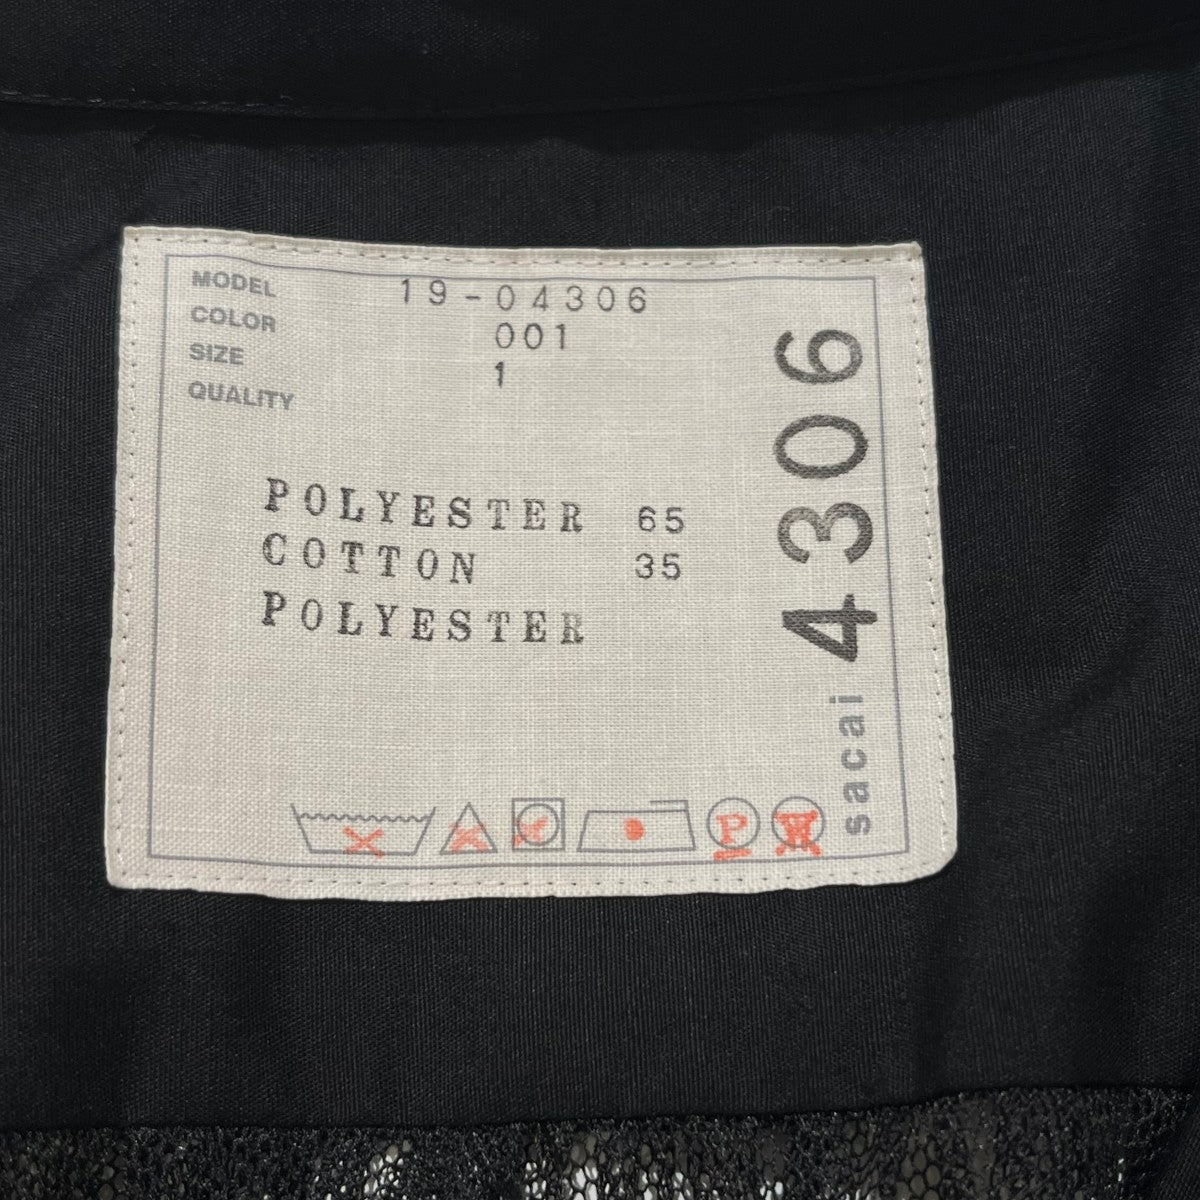 MODEL 19-04306
COLOR 001
SIZE 1
QUALITY
POLYESTER 65
COTTON 35
POLYESTER
P
W
sacai 4306